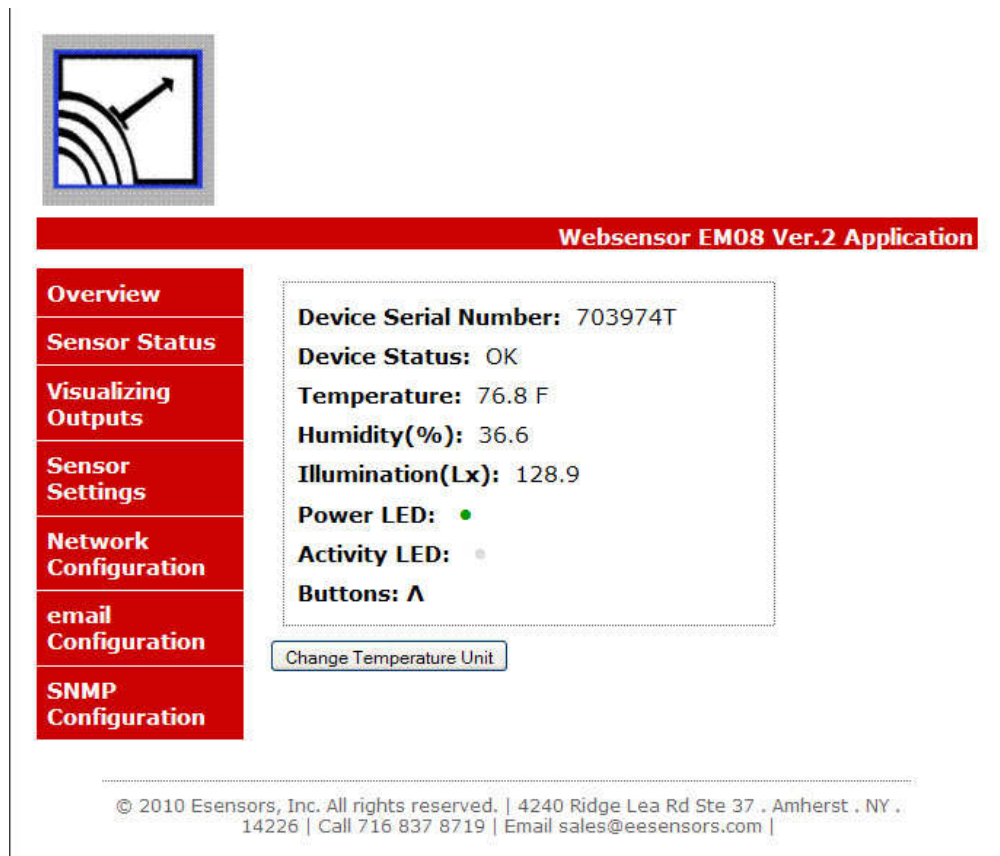 Websensor EM08 Ver.2 Application
Overview
Sensor Status
Visualizing
Outputs
Sensor
Settings
Network
Configuration
email
Configuration
SNMP
Configuration
Device Serial Number: 703974T
Device Status: OK
Temperature: 76.8 F
Humidity(%): 36.6
Illumination(Lx): 128.9
Power LED:
Activity LED:
Buttons: Λ
Change Temperature Unit
© 2010 Esensors, Inc. All rights reserved. | 4240 Ridge Lea Rd Ste 37 . Amherst . NY .
14226 | Call 716 837 8719 | Email sales@eesensors.com |